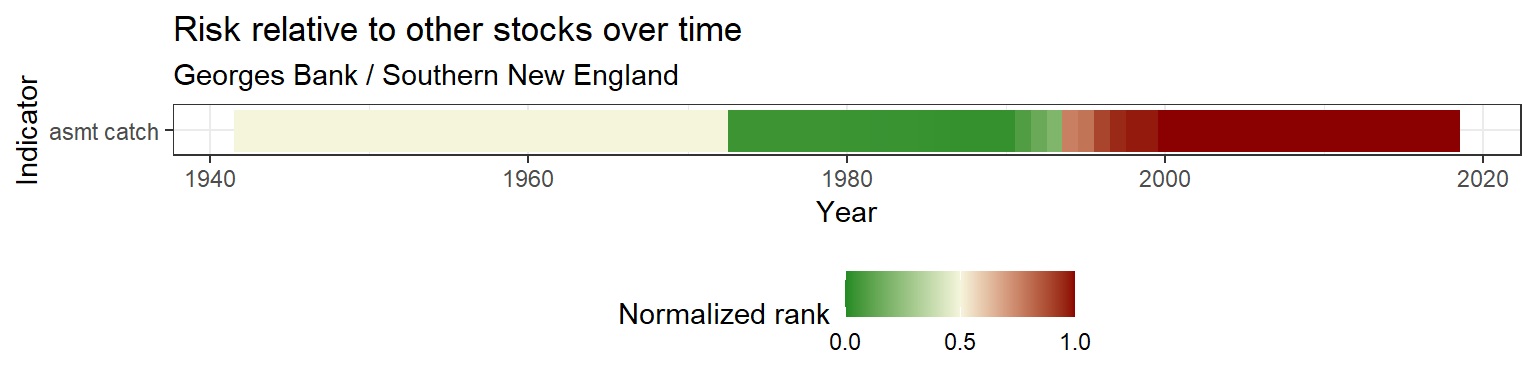 Risk relative to other stocks over time
Georges Bank / Southern New England
Indicator
asmt catch
1940 1960 1980 2000 2020
Year
Normalized rank
0.0 0.5 1.0